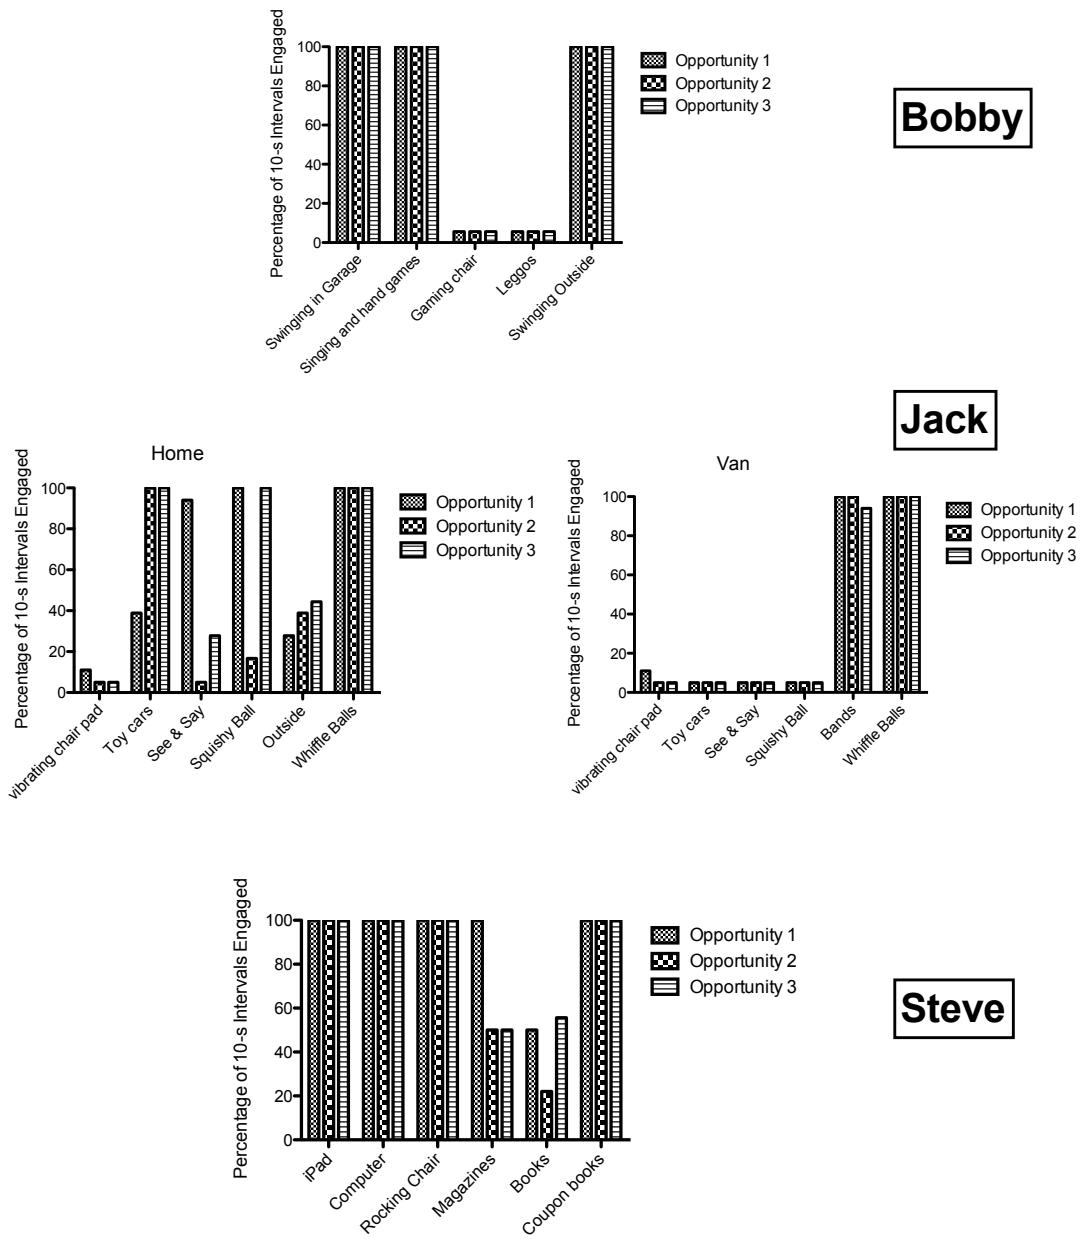 Percentage of 10-s Intervals Engaged
100
80
60
40
20
0
Swinging in Garage
Singing and hand games
Gaming chair
Leggos
Swinging Outside
Opportunity 1
Opportunity 2
Opportunity 3
Bobby
Jack
Home
Percentage of 10-s Intervals Engaged
100
80
60
40
20
0
vibrating chair pad
Toy cars
See & Say
Squishy Ball
Outside
Whiffle Balls
Opportunity 1
Opportunity 2
Opportunity 3
Van
Percentage of 10-s Intervals Engaged
100
80
60
40
20
0
vibrating chair pad
Toy cars
See & Say
Squishy Ball
Bands
Whiffle Balls
Opportunity 1
Opportunity 2
Opportunity 3
Percentage of 10-s Intervals Engaged
100
80
60
40
20
0
iPad
Computer
Rocking Chair
Magazines
Books
Coupon books
Opportunity 1
Opportunity 2
Opportunity 3
Steve